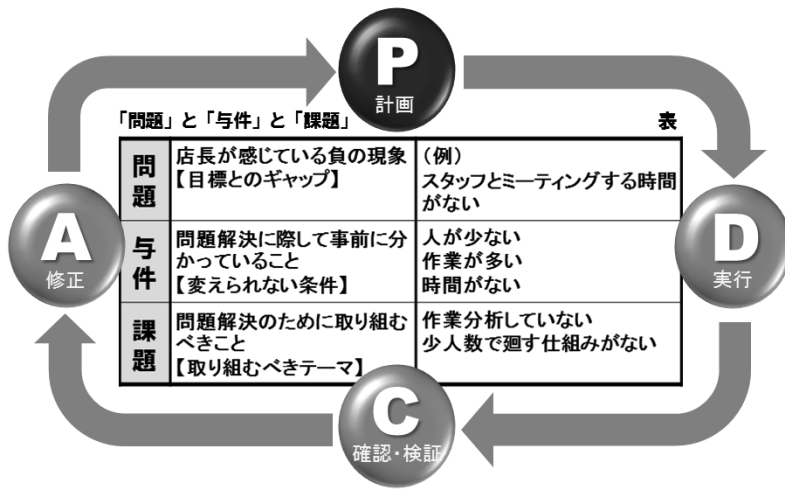 P
計画
「問題」と「与件」と「課題」 表
問題
店長が感じている負の現象
【目標とのギャップ】
(例)
スタッフとミーティングする時間
がない
与件
問題解決に際して事前に分
かっていること
【変えられない条件】
人が少ない
作業が多い
時間がない
課題
問題解決のために取り組む
べきこと
【取り組むべきテーマ】
作業分析していない
少人数で廻す仕組みがない
A
修正
D
実行
C
確認・検証